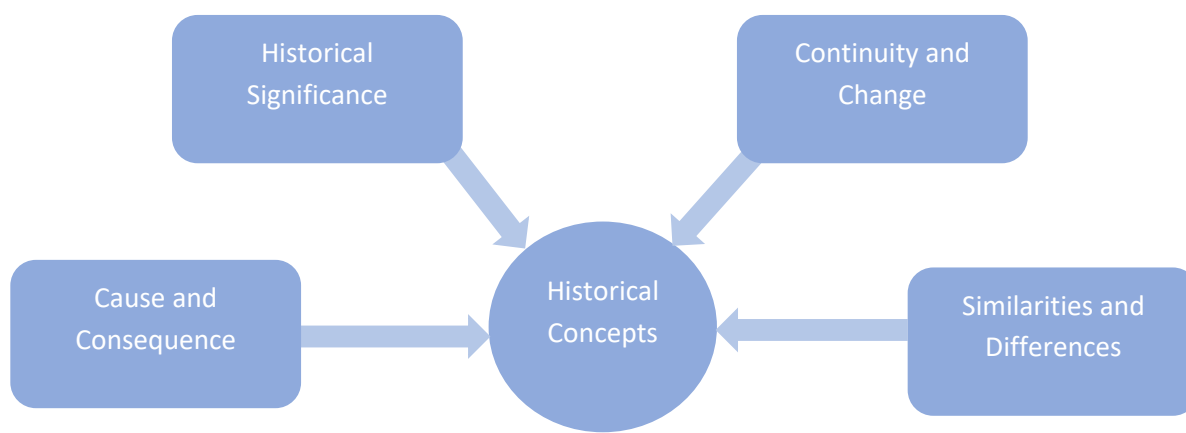 Historical
Significance
Continuity and
Change
Cause and
Consequence
Historical
Concepts
Similarities and
Differences